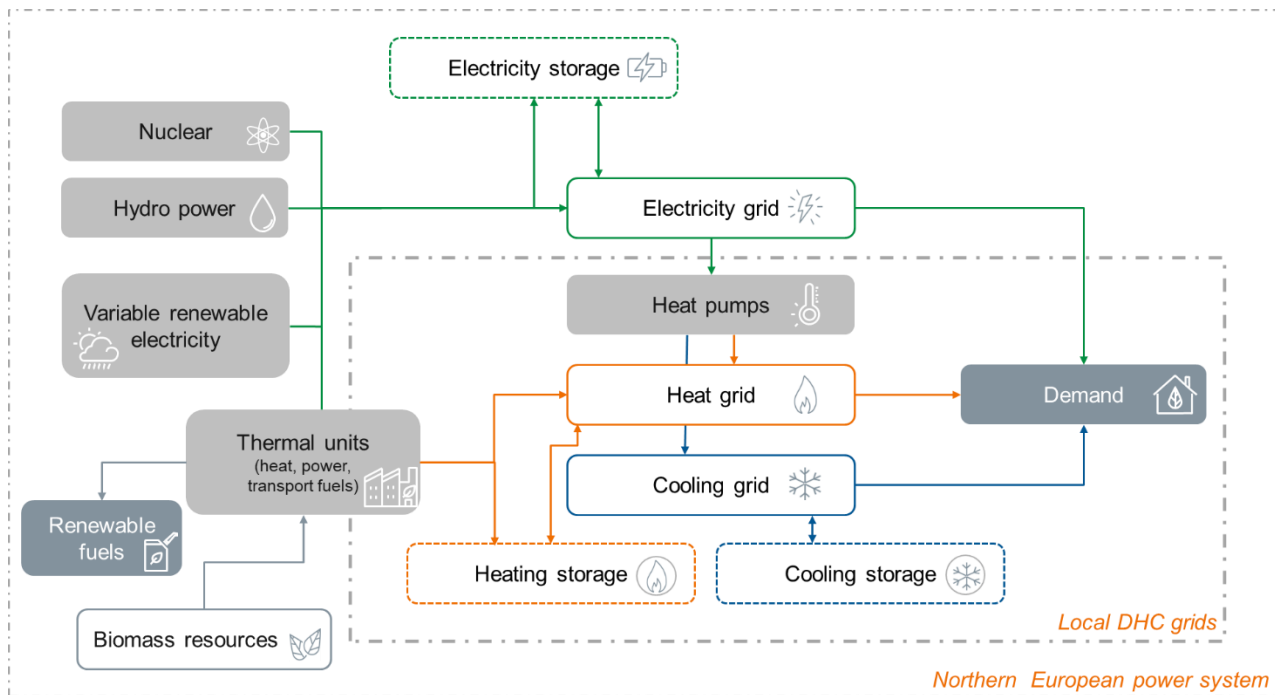 Electricity storage
Nuclear
Hydro power
Electricity grid
Variable renewable
electricity
Heat pumps
Heat grid
Demand
Thermal units
(heat, power,
transport fuels)
Cooling grid
Renewable
fuels
Heating storage
Cooling storage
Biomass resources
Local DHC grids
Northern European power system